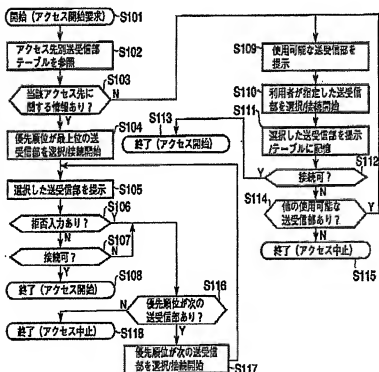 開始(アクセス開始要求)
S101
アクセス先別送受信部
テーブルを参照
S102
当該アクセス先に
関する情報あり?
S103
N
Y
優先順位が最上位の送
受信部を選択/接続開始
S104
選択した送受信部を提示
S105
拒否入力あり?
S106
Y
N
接続可?
S107
N
Y
終了(アクセス開始)
S108
使用可能な送受信部を
提示
S109
利用者が指定した送受信
部を選択/接続開始
S110
選択した送受信部を提示
/テーブルに記憶
S111
接続可?
S112
Y
N
S113
終了(アクセス開始)
他の使用可能な
送受信部あり?
S114
Y
N
終了(アクセス中止)
S115
優先順位が次の
送受信部あり?
S116
N
Y
優先順位が次の送受信
部を選択/接続開始
S117
終了(アクセス中止)
S118